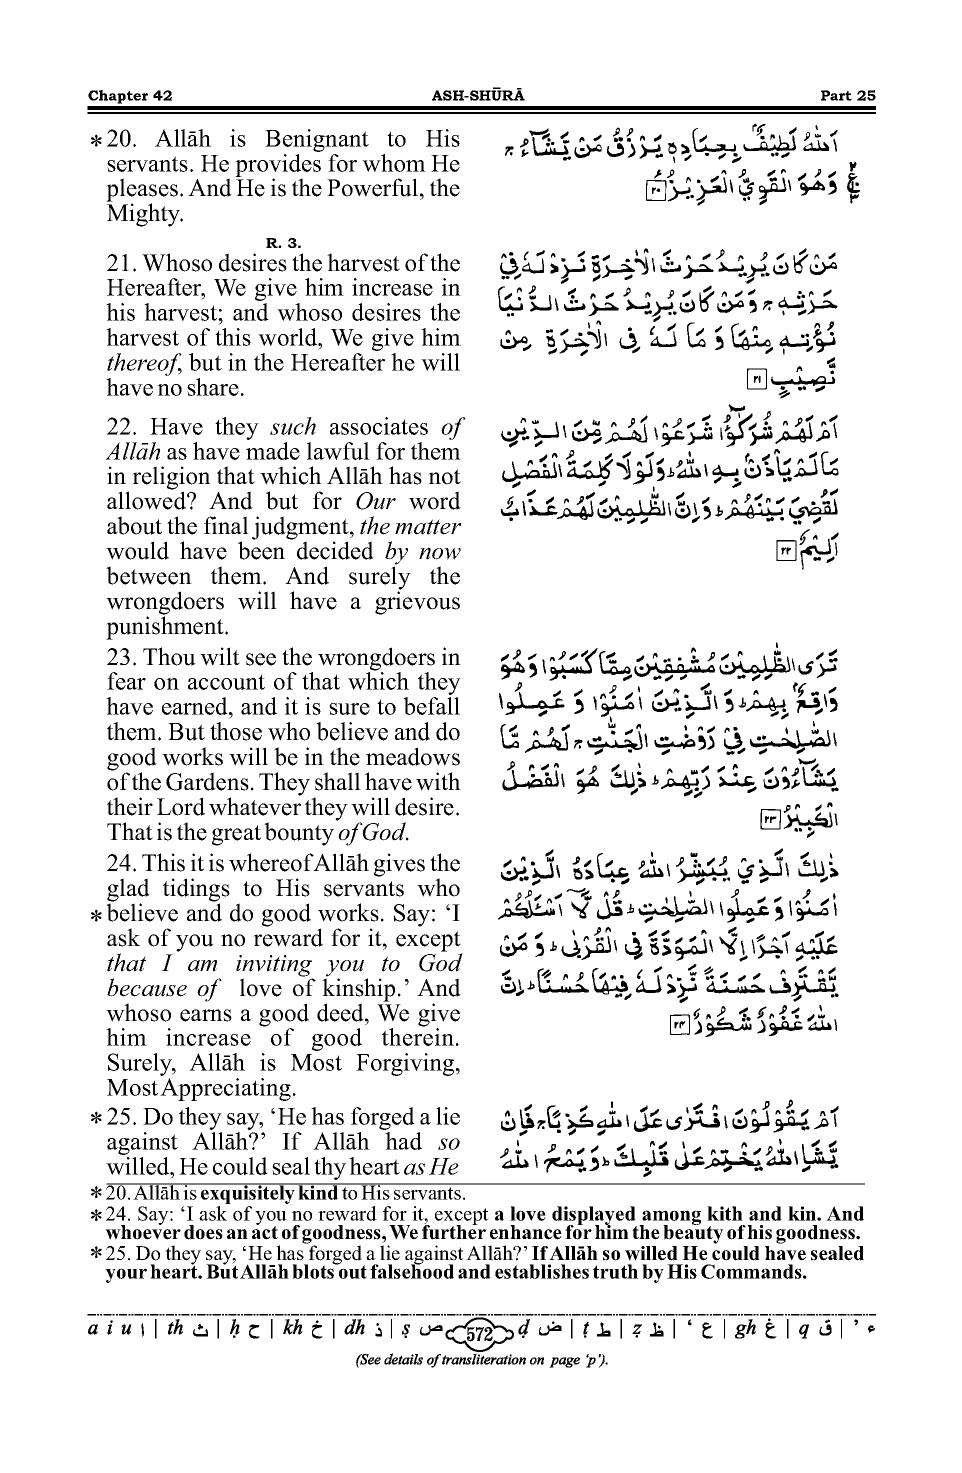 Chapter 42 ASH-SHŪRĀ Part 25
*20. Allāh is Benignant to His
servants. He provides for whom He
pleases. And He is the Powerful, the
Mighty.
اَللّٰهُ لَطِيْفٌۢ بِعِبَادِهٖ يَرْزُقُ مَنْ يَّشَآءُ ۚ
وَهُوَ الْقَوِيُّ الْعَزِيْزُ ۲۰
R. 3.
21. Whoso desires the harvest of the
Hereafter, We give him increase in
his harvest; and whoso desires the
harvest of this world, We give him
thereof, but in the Hereafter he will
have no share.
مَنْ كَانَ يُرِيْدُ حَرْثَ الْاٰخِرَةِ نَزِدْ لَهٗ فِيْ
حَرْثِهٖ ۚ وَمَنْ كَانَ يُرِيْدُ حَرْثَ الدُّنْيَا
نُؤْتِهٖ مِنْهَا وَ مَا لَهٗ فِي الْاٰخِرَةِ مِنْ
نَّصِيْبٍ ۲۱
22. Have they such associates of
Allāh as have made lawful for them
in religion that which Allāh has not
allowed? And but for Our word
about the final judgment, the matter
would have been decided by now
between them. And surely the
wrongdoers will have a grievous
punishment.
اَمْ لَهُمْ شُرَكٰٓؤُا شَرَعُوْا لَهُمْ مِّنَ الدِّيْنِ
مَا لَمْ يَاْذَنْۢ بِهِ اللّٰهُ ؕ وَلَوْ لَا كَلِمَةُ الْفَصْلِ
لَقُضِيَ بَيْنَهُمْ ؕ وَاِنَّ الظّٰلِمِيْنَ لَهُمْ عَذَابٌ
اَلِيْمٌ ۲۲
23. Thou wilt see the wrongdoers in
fear on account of that which they
have earned, and it is sure to befall
them. But those who believe and do
good works will be in the meadows
of the Gardens. They shall have with
their Lord whatever they will desire.
That is the great bounty of God.
تَرَى الظّٰلِمِيْنَ مُشْفِقِيْنَ مِمَّا كَسَبُوْا وَهُوَ
وَاقِعٌۢ بِهِمْ ؕ وَ الَّذِيْنَ اٰمَنُوْا وَ عَمِلُوا
الصّٰلِحٰتِ فِيْ رَوْضٰتِ الْجَنّٰتِ ۚ لَهُمْ مَّا
يَشَآءُوْنَ عِنْدَ رَبِّهِمْ ؕ ذٰلِكَ هُوَ الْفَضْلُ
الْكَبِيْرُ ۲۳
24. This it is whereof Allāh gives the
glad tidings to His servants who
*believe and do good works. Say: ‘I
ask of you no reward for it, except
that I am inviting you to God
because of love of kinship.’ And
whoso earns a good deed, We give
him increase of good therein.
Surely, Allāh is Most Forgiving,
Most Appreciating.
ذٰلِكَ الَّذِيْ يُبَشِّرُ اللّٰهُ عِبَادَهُ الَّذِيْنَ
اٰمَنُوْا وَ عَمِلُوا الصّٰلِحٰتِ ؕ قُلْ لَّاۤ اَسْـَٔلُكُمْ
عَلَيْهِ اَجْرًا اِلَّا الْمَوَدَّةَ فِي الْقُرْبٰى ؕ وَ مَنْ
يَّقْتَرِفْ حَسَنَةً نَّزِدْ لَهٗ فِيْهَا حُسْنًا ؕ اِنَّ
اللّٰهَ غَفُوْرٌ شَكُوْرٌ ۲۴
*25. Do they say, ‘He has forged a lie
against Allāh?’ If Allāh had so
willed, He could seal thy heart as He
اَمْ يَقُوْلُوْنَ افْتَرٰى عَلَى اللّٰهِ كَذِبًا ۚ فَاِنْ
يَّشَاِ اللّٰهُ يَخْتِمْ عَلٰى قَلْبِكَ ؕ وَ يَمْحُ اللّٰهُ
*20. Allāh is exquisitely kind to His servants.
*24. Say: ‘I ask of you no reward for it, except a love displayed among kith and kin. And
whoever does an act of goodness, We further enhance for him the beauty of his goodness.
*25. Do they say, ‘He has forged a lie against Allāh?’ If Allāh so willed He could have sealed
your heart. But Allāh blots out falsehood and establishes truth by His Commands.
a i u ا | th ث | ḥ ح | kh خ | dh ذ | ṣ ص 572 ḍ ض | ṭ ط | ẓ ظ | ‘ ع | gh غ | q ق | ’ ء
(See details of transliteration on page ‘p’).